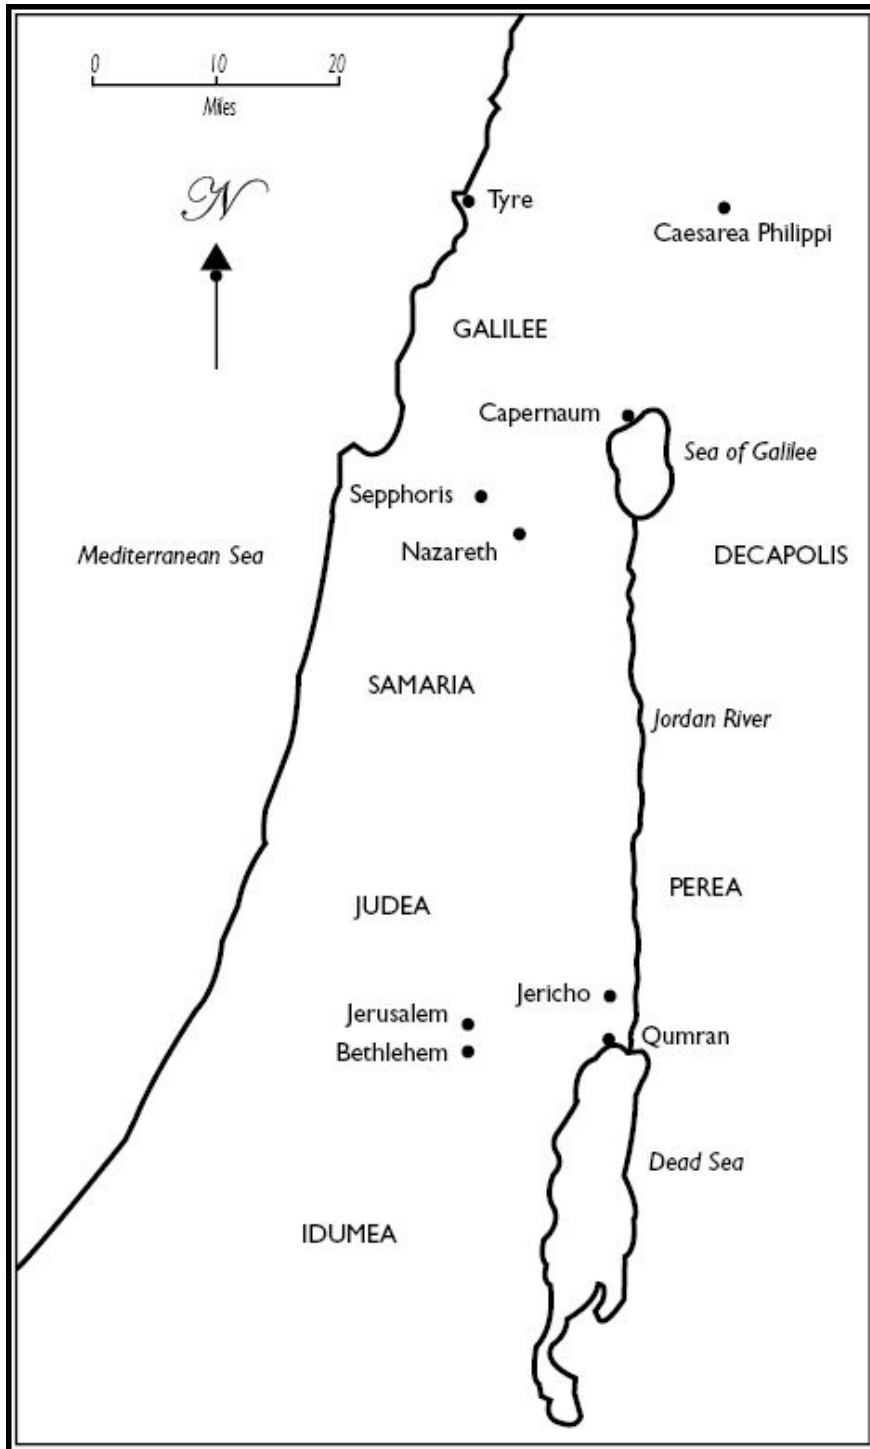 0 10 20
Miles
N
Tyre
Caesarea Philippi
GALILEE
Capernaum
Sea of Galilee
Sepphoris
Nazareth
Mediterranean Sea
DECAPOLIS
SAMARIA
Jordan River
PEREA
JUDEA
Jericho
Jerusalem
Qumran
Bethlehem
Dead Sea
IDUMEA